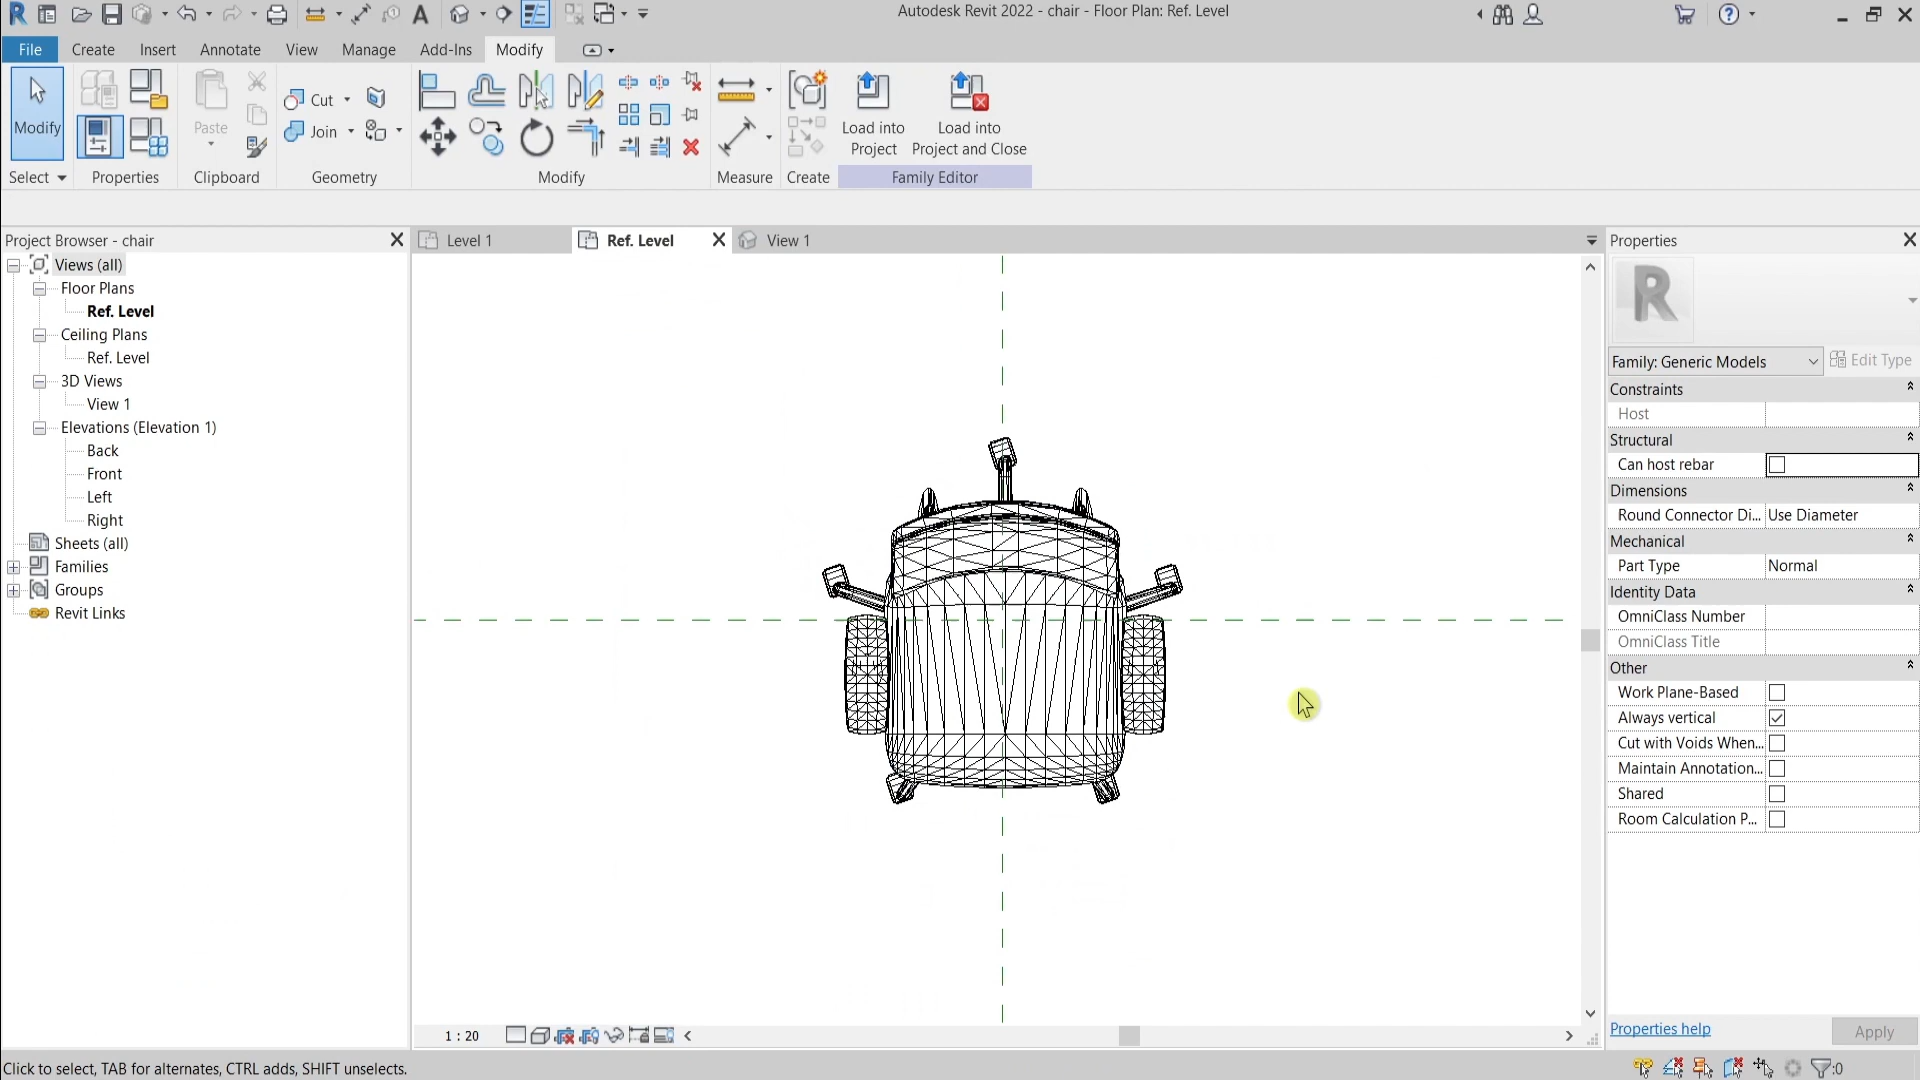 Autodesk Revit 2022 - chair - Floor Plan: Ref. Level
File
Create
Insert
Annotate
View
Manage
Add-Ins
Modify
Modify
Paste
Cut
Join
Load into
Project
Load into
Project and Close
Select
Properties
Clipboard
Geometry
Modify
Measure
Create
Family Editor
Project Browser - chair
Views (all)
Floor Plans
Ref. Level
Ceiling Plans
Ref. Level
3D Views
View 1
Elevations (Elevation 1)
Back
Front
Left
Right
Sheets (all)
Families
Groups
Revit Links
Level 1
Ref. Level
View 1
1 : 20
Properties
Family: Generic Models
Edit Type
Constraints
Host
Structural
Can host rebar
Dimensions
Round Connector Di... Use Diameter
Mechanical
Part Type Normal
Identity Data
OmniClass Number
OmniClass Title
Other
Work Plane-Based
Always vertical
Cut with Voids When...
Maintain Annotation...
Shared
Room Calculation P...
Properties help
Apply
Click to select, TAB for alternates, CTRL adds, SHIFT unselects.
:0